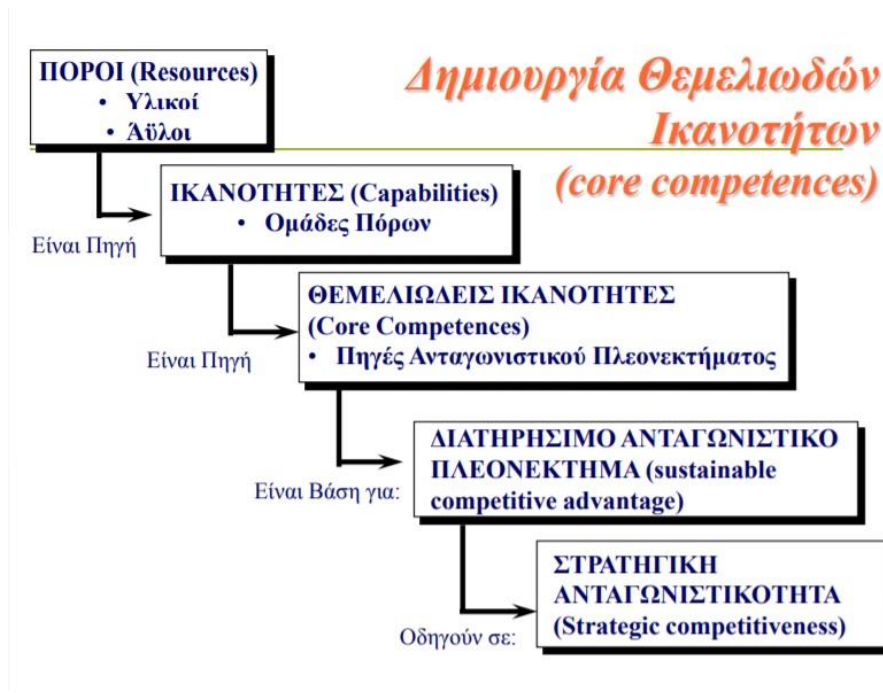 Δημιουργία Θεμελιωδών
Ικανοτήτων
(core competences)
ΠΟΡΟΙ (Resources)
• Υλικοί
• Άϋλοι
Είναι Πηγή
ΙΚΑΝΟΤΗΤΕΣ (Capabilities)
• Ομάδες Πόρων
Είναι Πηγή
ΘΕΜΕΛΙΩΔΕΙΣ ΙΚΑΝΟΤΗΤΕΣ
(Core Competences)
• Πηγές Ανταγωνιστικού Πλεονεκτήματος
Είναι Βάση για:
ΔΙΑΤΗΡΗΣΙΜΟ ΑΝΤΑΓΩΝΙΣΤΙΚΟ
ΠΛΕΟΝΕΚΤΗΜΑ (sustainable
competitive advantage)
Οδηγούν σε:
ΣΤΡΑΤΗΓΙΚΗ
ΑΝΤΑΓΩΝΙΣΤΙΚΟΤΗΤΑ
(Strategic competitiveness)